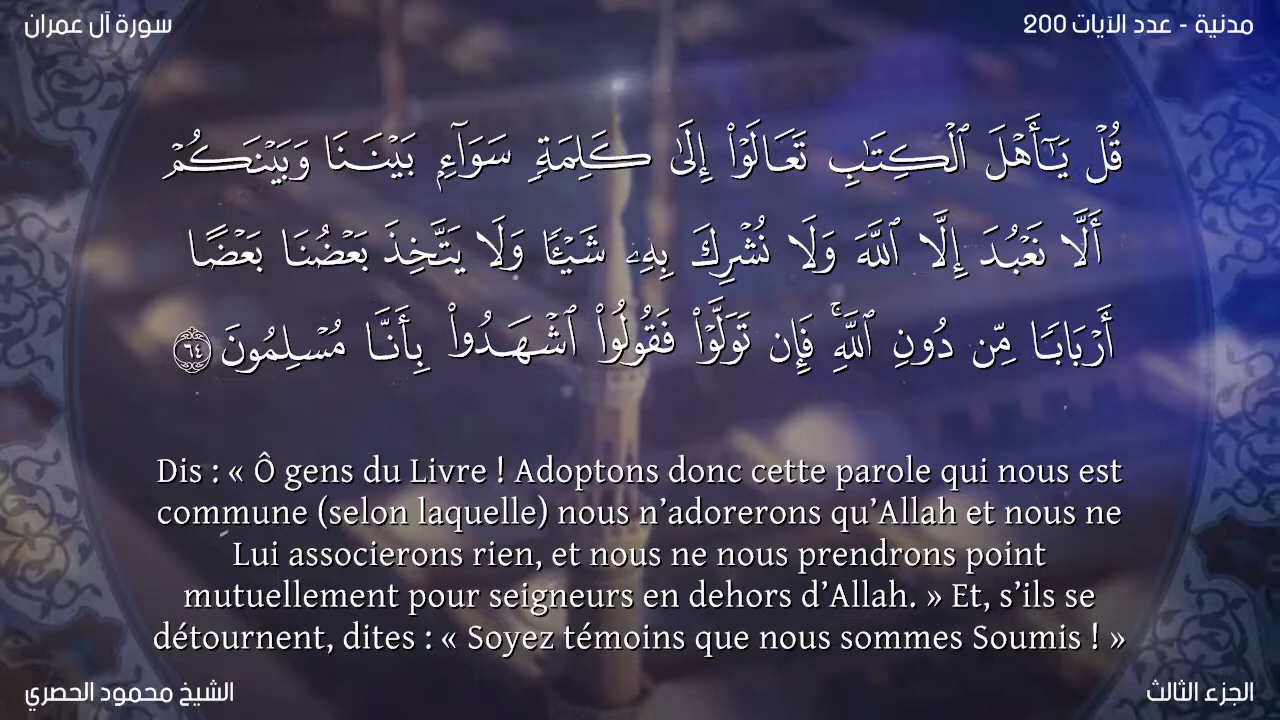 سورة آل عمران
مدنية - عدد الآيات 200
قُلْ يَـٰٓأَهْلَ ٱلْكِتَـٰبِ تَعَالَوْا۟ إِلَىٰ كَلِمَةٍ سَوَآءٍۭ بَيْنَنَا وَبَيْنَكُمْ
أَلَّا نَعْبُدَ إِلَّا ٱللَّهَ وَلَا نُشْرِكَ بِهِۦ شَيْـًٔا وَلَا يَتَّخِذَ بَعْضُنَا بَعْضًا
أَرْبَابًا مِّن دُونِ ٱللَّهِ ۚ فَإِن تَوَلَّوْا۟ فَقُولُوا۟ ٱشْهَدُوا۟ بِأَنَّا مُسْلِمُونَ ٦٤
Dis : « Ô gens du Livre ! Adoptons donc cette parole qui nous est
commune (selon laquelle) nous n’adorerons qu’Allah et nous ne
Lui associerons rien, et nous ne nous prendrons point
mutuellement pour seigneurs en dehors d’Allah. » Et, s’ils se
détournent, dites : « Soyez témoins que nous sommes Soumis ! »
الشيخ محمود الحصري
الجزء الثالث